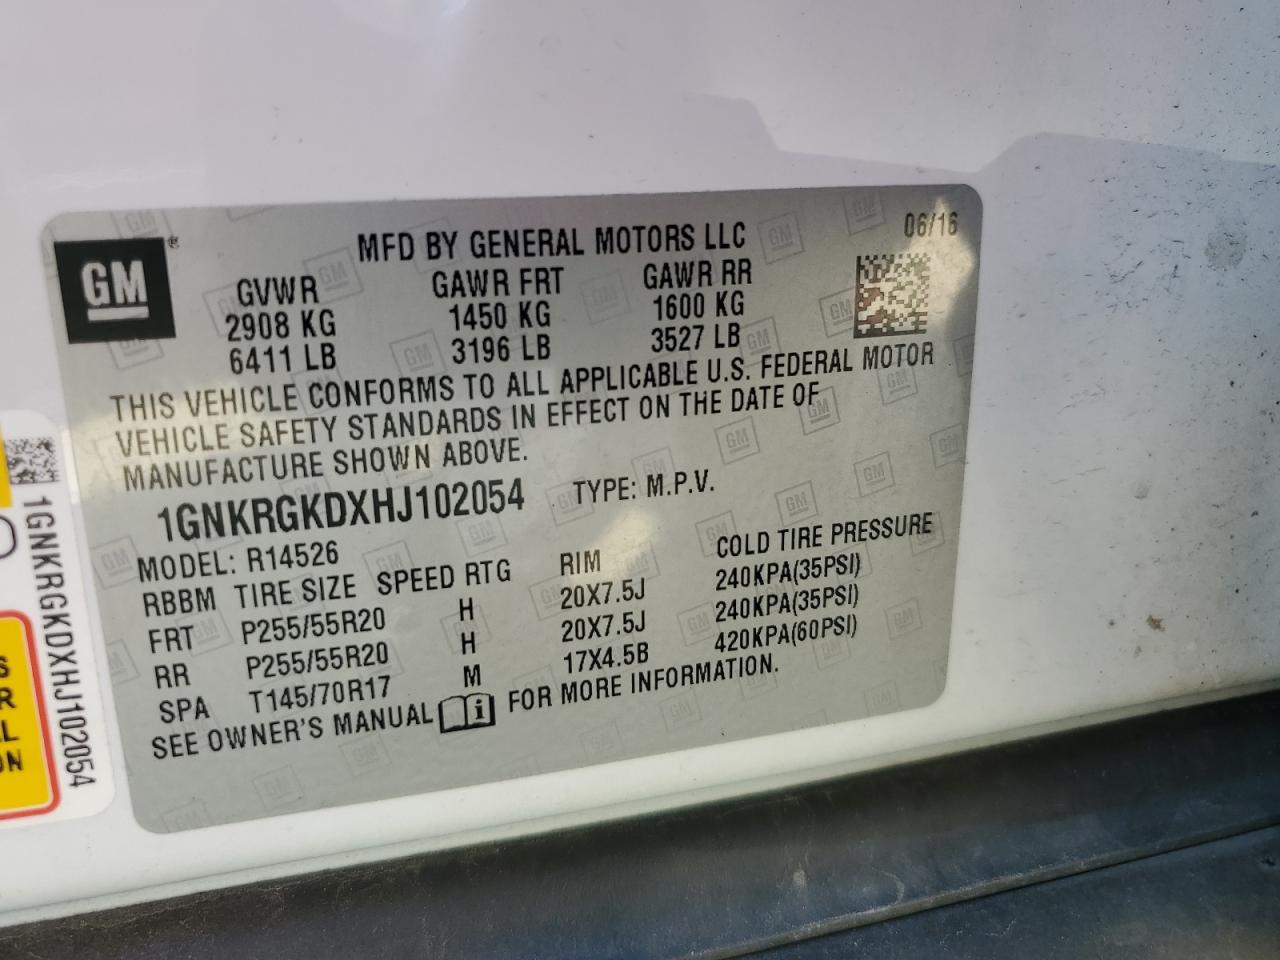 GM ®
MFD BY GENERAL MOTORS LLC
06/16
GVWR GAWR FRT GAWR RR
2908 KG 1450 KG 1600 KG
6411 LB 3196 LB 3527 LB
THIS VEHICLE CONFORMS TO ALL APPLICABLE U.S. FEDERAL MOTOR
VEHICLE SAFETY STANDARDS IN EFFECT ON THE DATE OF
MANUFACTURE SHOWN ABOVE.
1GNKRGKDXHJ102054 TYPE: M.P.V.
MODEL: R14526
RBBM TIRE SIZE SPEED RTG RIM COLD TIRE PRESSURE
FRT P255/55R20 H 20X7.5J 240KPA(35PSI)
RR P255/55R20 H 20X7.5J 240KPA(35PSI)
SPA T145/70R17 M 17X4.5B 420KPA(60PSI)
SEE OWNER'S MANUAL i FOR MORE INFORMATION.
1GNKRGKDXHJ102054